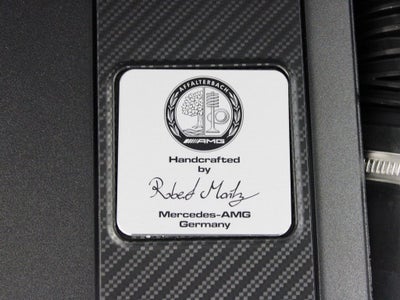 AFFALTERBACH
AMG
Handcrafted
by
Robert Moritz
Mercedes-AMG
Germany